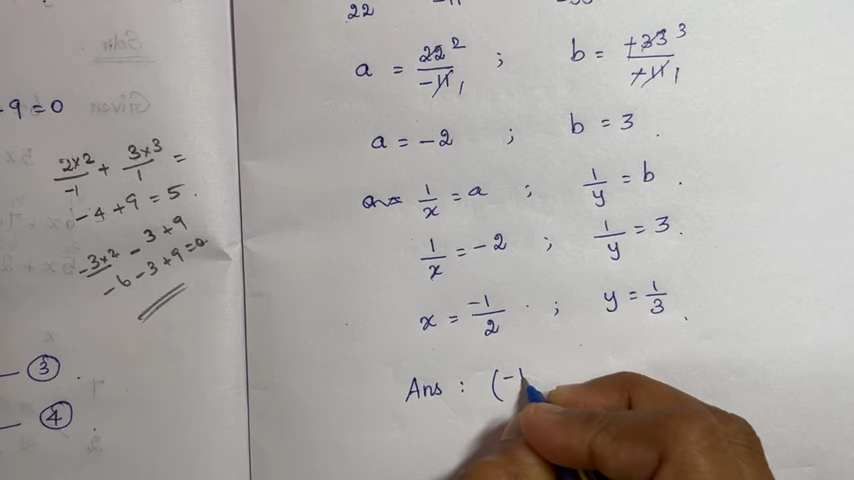 22 -11
a = 22 2 / -11 1 ; b = +33 3 / +11 1
a = -2 ; b = 3 .
1/x = a ; 1/y = b .
1/x = -2 ; 1/y = 3 .
x = -1/2 ; y = 1/3 .
Ans : (-1
9 = 0
2×2/-1 + 3×3/1 =
-4 + 9 = 5 .
-3×2 - 3 + 9
-6 - 3 + 9 = 0
3 .
4 .